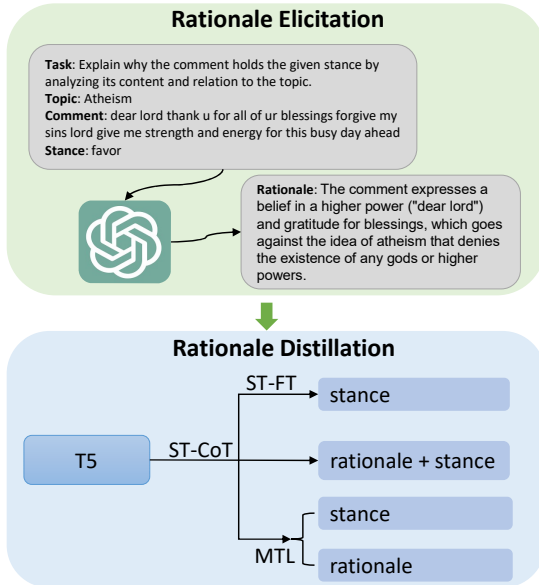 Rationale Elicitation
Task: Explain why the comment holds the given stance by
analyzing its content and relation to the topic.
Topic: Atheism
Comment: dear lord thank u for all of ur blessings forgive my
sins lord give me strength and energy for this busy day ahead
Stance: favor
Rationale: The comment expresses a
belief in a higher power ("dear lord")
and gratitude for blessings, which goes
against the idea of atheism that denies
the existence of any gods or higher
powers.
Rationale Distillation
ST-FT
stance
T5
ST-CoT
rationale + stance
stance
MTL
rationale